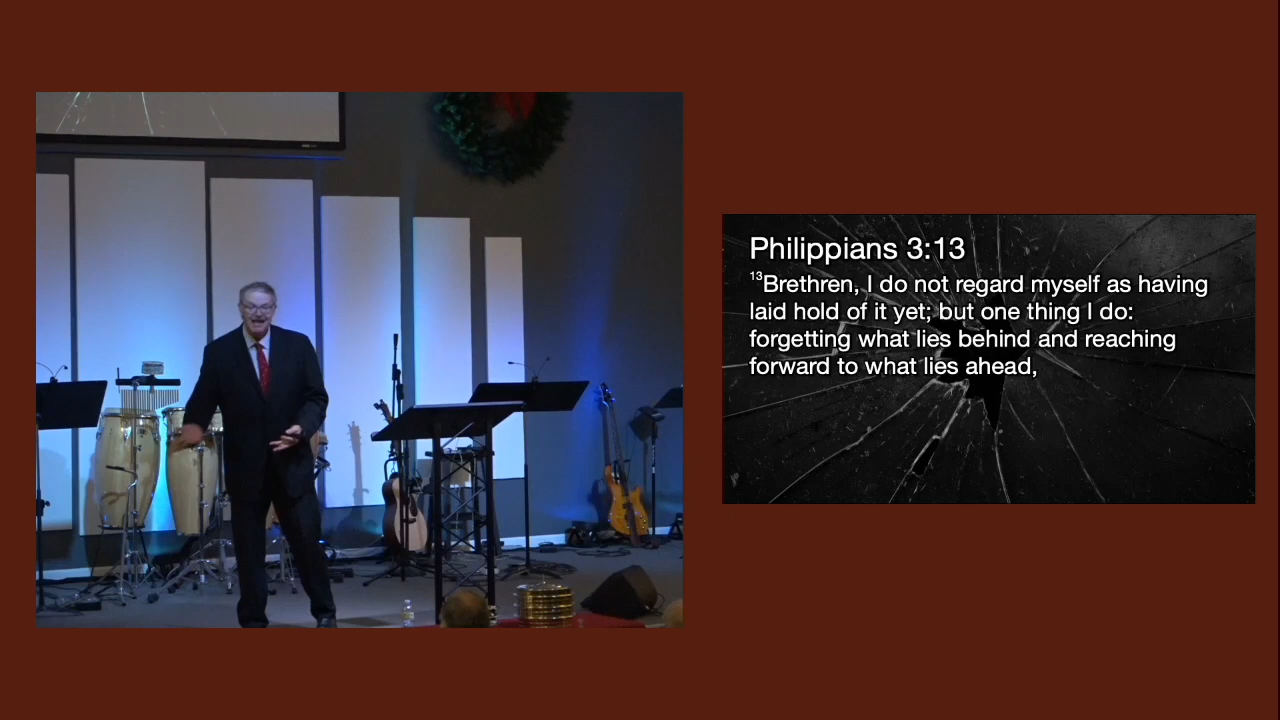 Philippians 3:13
13Brethren, I do not regard myself as having
laid hold of it yet; but one thing I do:
forgetting what lies behind and reaching
forward to what lies ahead,